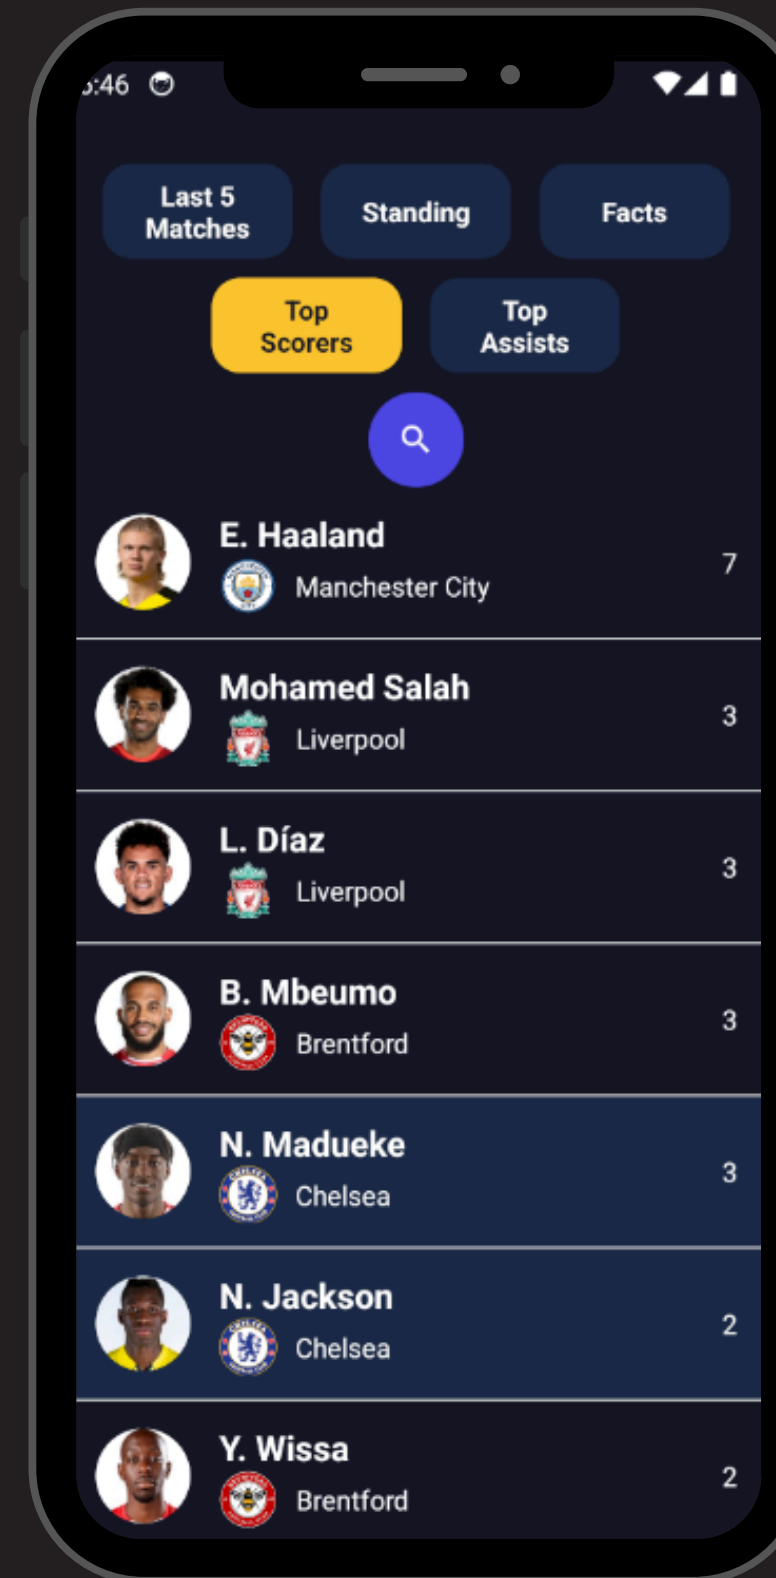 :46
Last 5
Matches
Standing
Facts
Top
Scorers
Top
Assists
E. Haaland
Manchester City
7
Mohamed Salah
Liverpool
3
L. Díaz
Liverpool
3
B. Mbeumo
Brentford
3
N. Madueke
Chelsea
3
N. Jackson
Chelsea
2
Y. Wissa
Brentford
2